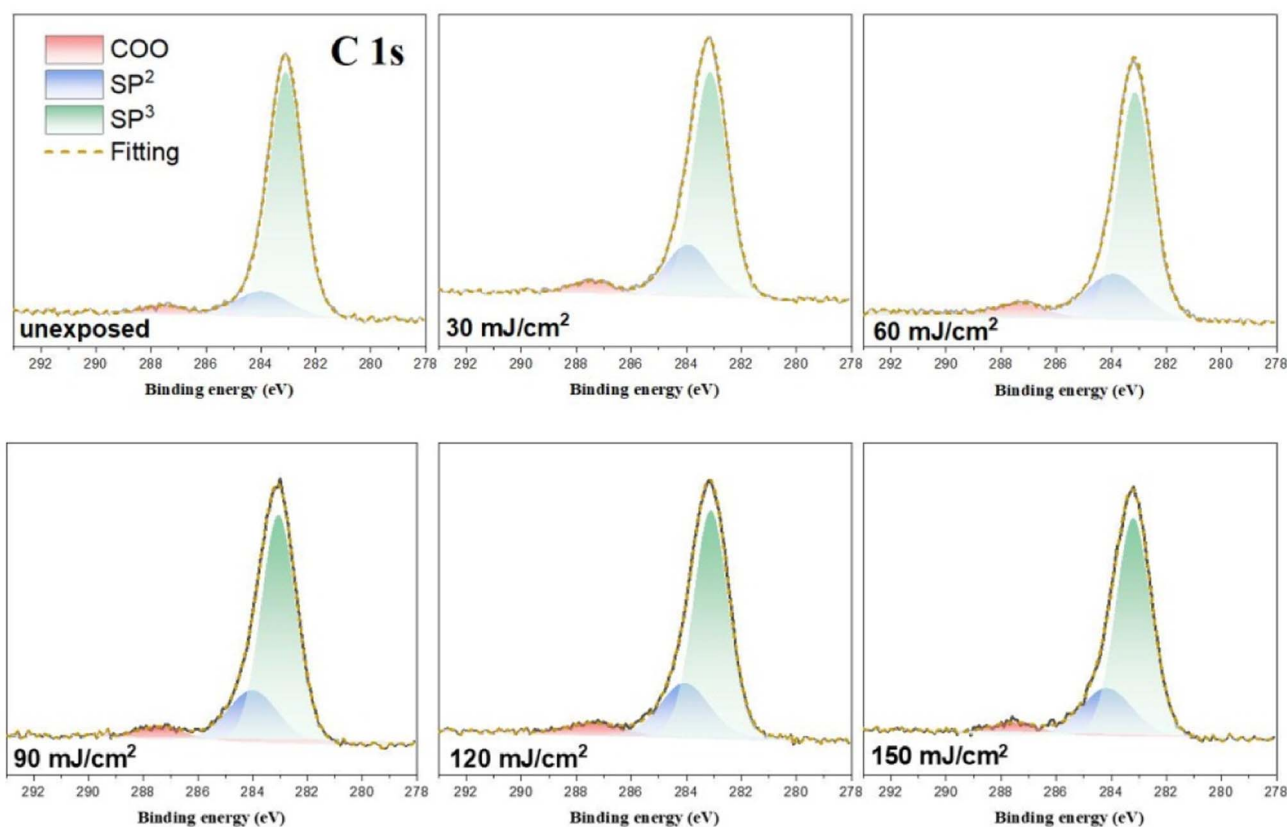 COO
SP²
SP³
Fitting
C 1s
unexposed
292 290 288 286 284 282 280 278
Binding energy (eV)
30 mJ/cm²
292 290 288 286 284 282 280 278
Binding energy (eV)
60 mJ/cm²
292 290 288 286 284 282 280 278
Binding energy (eV)
90 mJ/cm²
292 290 288 286 284 282 280 278
Binding energy (eV)
120 mJ/cm²
292 290 288 286 284 282 280 278
Binding energy (eV)
150 mJ/cm²
292 290 288 286 284 282 280 278
Binding energy (eV)